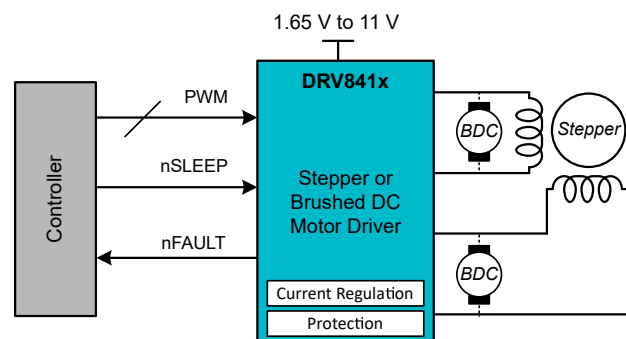 1.65 V to 11 V
DRV841x
Controller
PWM
nSLEEP
nFAULT
Stepper or
Brushed DC
Motor Driver
Current Regulation
Protection
BDC
Stepper
BDC